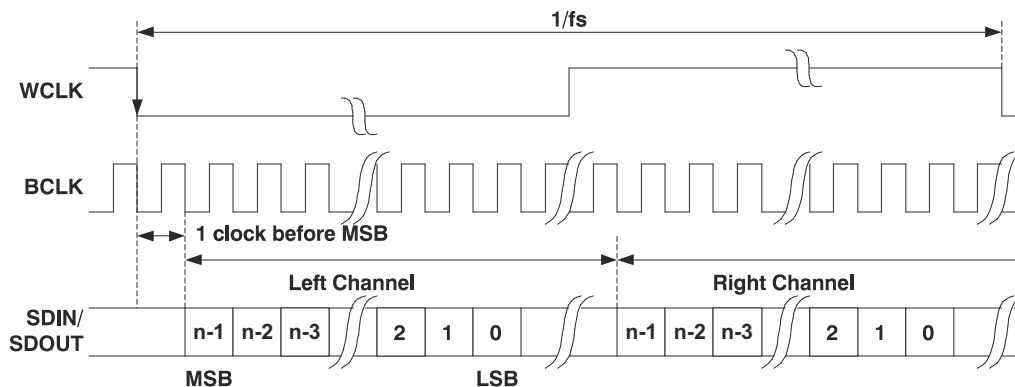 1/fs
WCLK
BCLK
1 clock before MSB
Left Channel
Right Channel
SDIN/
SDOUT
n-1 n-2 n-3 2 1 0 n-1 n-2 n-3 2 1 0
MSB LSB